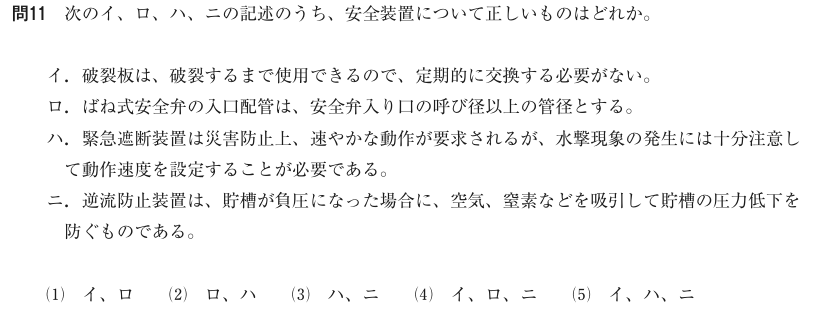 問11 次のイ、ロ、ハ、ニの記述のうち、安全装置について正しいものはどれか。
イ．破裂板は、破裂するまで使用できるので、定期的に交換する必要がない。
ロ．ばね式安全弁の入口配管は、安全弁入り口の呼び径以上の管径とする。
ハ．緊急遮断装置は災害防止上、速やかな動作が要求されるが、水撃現象の発生には十分注意し
て動作速度を設定することが必要である。
ニ．逆流防止装置は、貯槽が負圧になった場合に、空気、窒素などを吸引して貯槽の圧力低下を
防ぐものである。
(1) イ、ロ (2) ロ、ハ (3) ハ、ニ (4) イ、ロ、ニ (5) イ、ハ、ニ